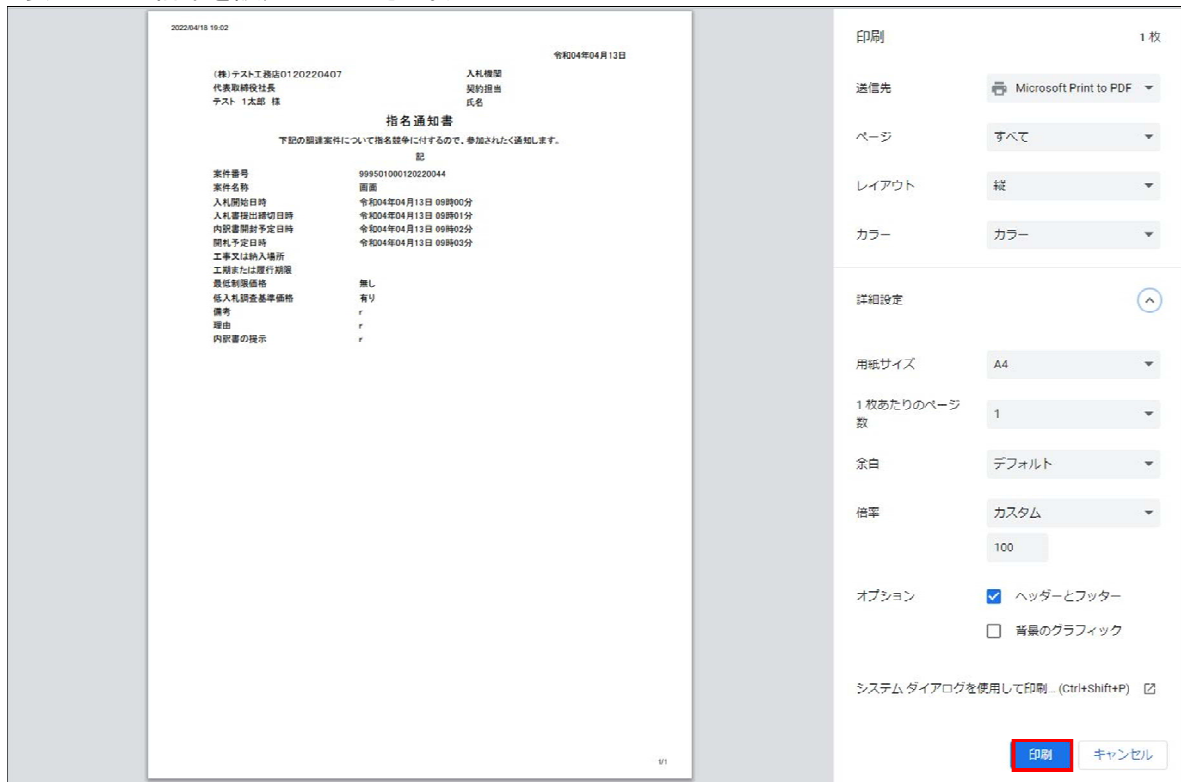 2022/04/18 19:02
令和04年04月13日
(株)テスト工務店0120220407 入札機関
代表取締役社長 契約担当
テスト 1太郎 様 氏名
指名通知書
下記の調達案件について指名競争に付するので、参加されたく通知します。
記
案件番号 999501000120220044
案件名称 画面
入札開始日時 令和04年04月13日 09時00分
入札書提出締切日時 令和04年04月13日 09時01分
内訳書開封予定日時 令和04年04月13日 09時02分
開札予定日時 令和04年04月13日 09時03分
工事又は納入場所
工期または履行期限
最低制限価格 無し
低入札調査基準価格 有り
備考 r
理由 r
内訳書の提示 r
1/1
印刷 1 枚
送信先 Microsoft Print to PDF
ページ すべて
レイアウト 縦
カラー カラー
詳細設定
用紙サイズ A4
1 枚あたりのページ
数 1
余白 デフォルト
倍率 カスタム
100
オプション ヘッダーとフッター
背景のグラフィック
システム ダイアログを使用して印刷... (Ctrl+Shift+P)
印刷 キャンセル